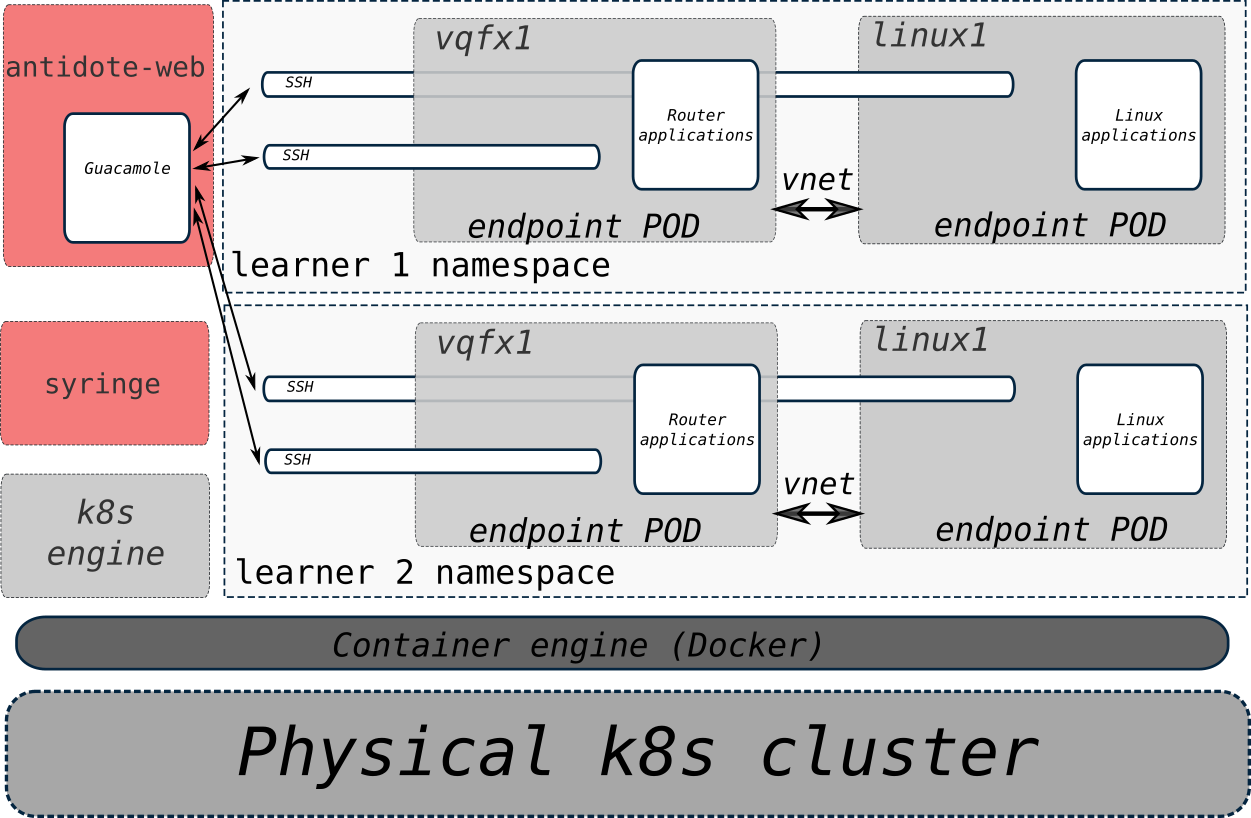 antidote-web
Guacamole
vqfx1
linux1
SSH
SSH
Router
applications
Linux
applications
vnet
endpoint POD
endpoint POD
learner 1 namespace
syringe
k8s
engine
vqfx1
linux1
SSH
SSH
Router
applications
Linux
applications
vnet
endpoint POD
endpoint POD
learner 2 namespace
Container engine (Docker)
Physical k8s cluster